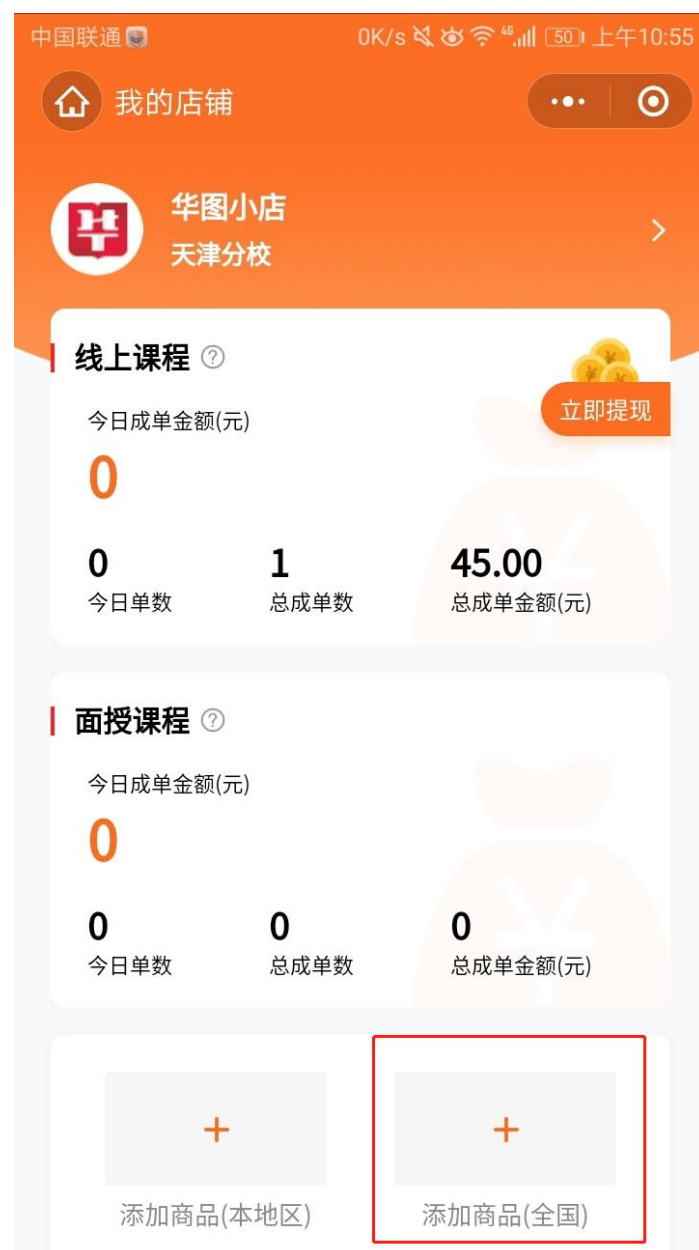 中国联通 0K/s 46 50 上午10:55
我的店铺
华图小店
天津分校
线上课程 ?
立即提现
今日成单金额(元)
0
0 1 45.00
今日单数 总成单数 总成单金额(元)
面授课程 ?
今日成单金额(元)
0
0 0 0
今日单数 总成单数 总成单金额(元)
+ +
添加商品(本地区) 添加商品(全国)